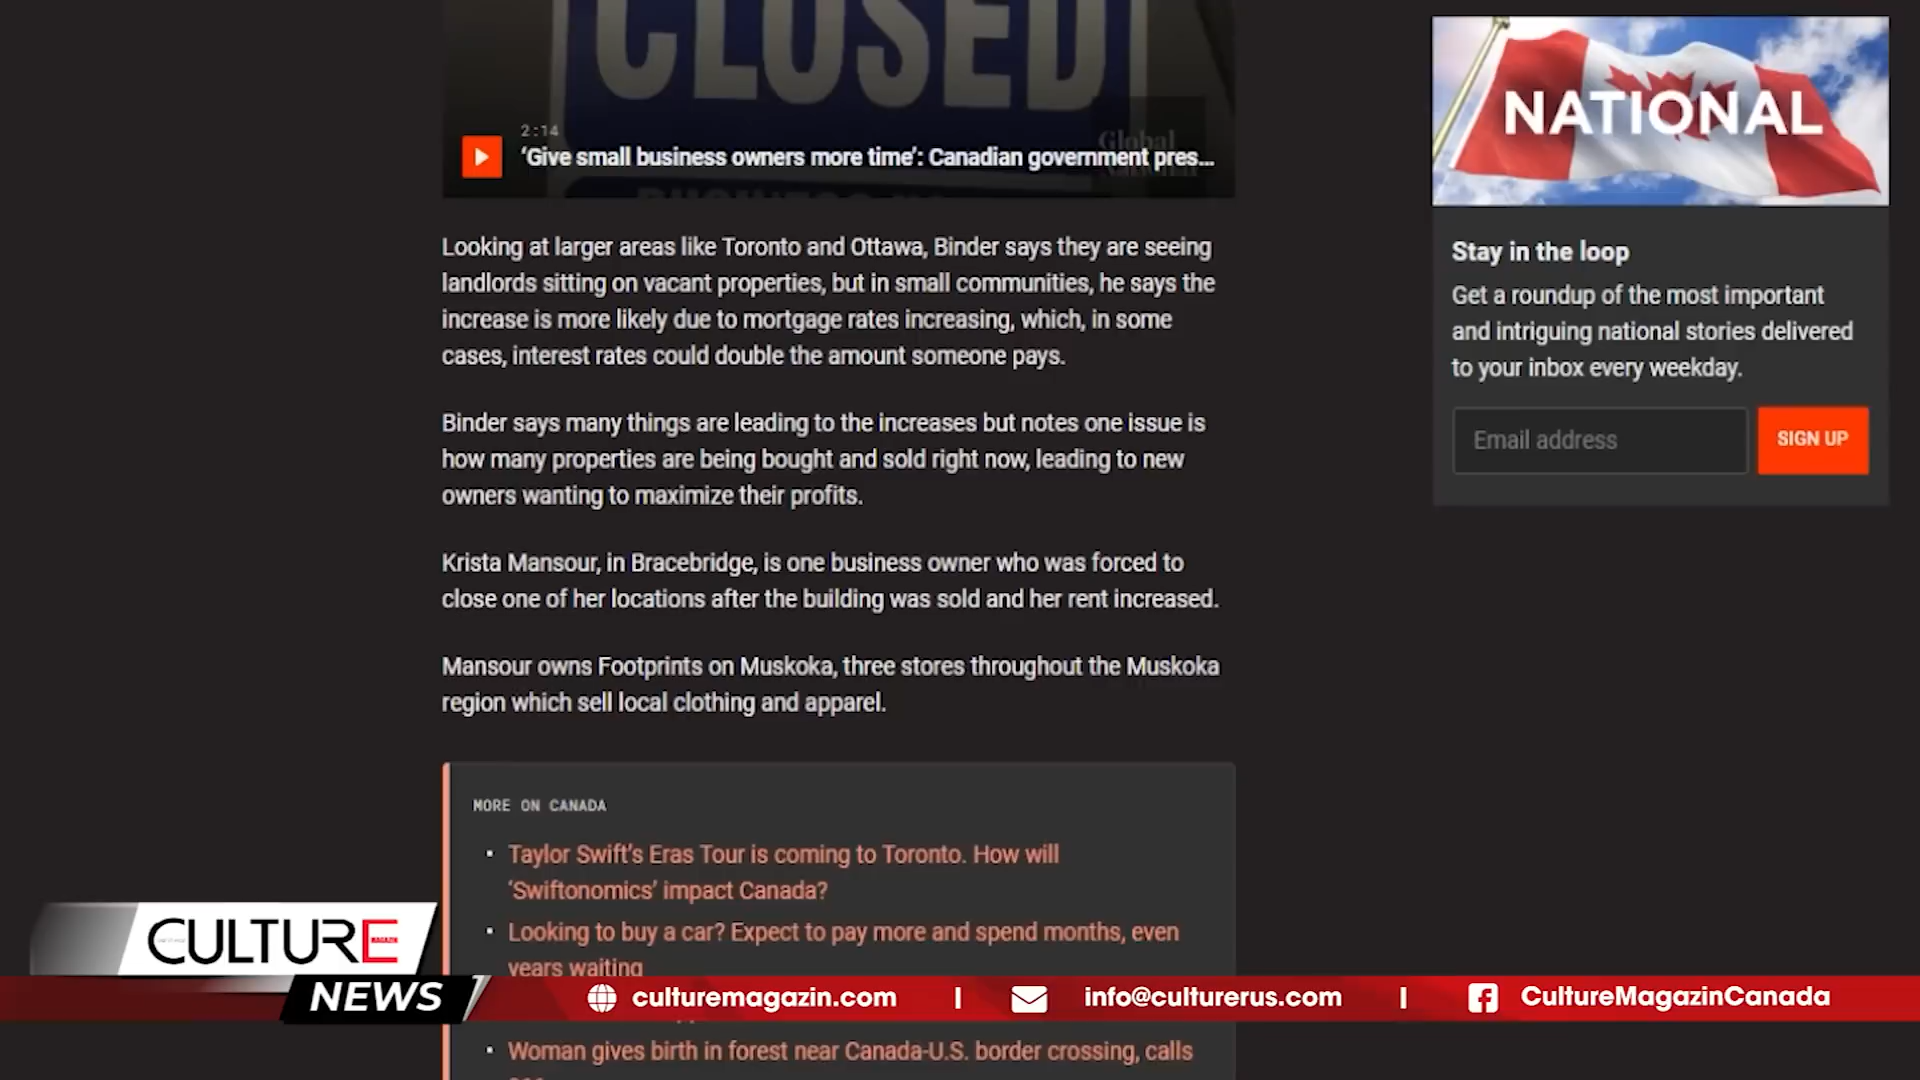 CLOSED
2:14
‘Give small business owners more time’: Canadian government pres...
Global
National
Looking at larger areas like Toronto and Ottawa, Binder says they are seeing
landlords sitting on vacant properties, but in small communities, he says the
increase is more likely due to mortgage rates increasing, which, in some
cases, interest rates could double the amount someone pays.
Binder says many things are leading to the increases but notes one issue is
how many properties are being bought and sold right now, leading to new
owners wanting to maximize their profits.
Krista Mansour, in Bracebridge, is one business owner who was forced to
close one of her locations after the building was sold and her rent increased.
Mansour owns Footprints on Muskoka, three stores throughout the Muskoka
region which sell local clothing and apparel.
MORE ON CANADA
• Taylor Swift’s Eras Tour is coming to Toronto. How will
‘Swiftonomics’ impact Canada?
• Looking to buy a car? Expect to pay more and spend months, even
years waiting
• Woman gives birth in forest near Canada-U.S. border crossing, calls
NATIONAL
Stay in the loop
Get a roundup of the most important
and intriguing national stories delivered
to your inbox every weekday.
Email address
SIGN UP
CULTURE
MAGAZIN
NEWS
culturemagazin.com | info@culturerus.com | CultureMagazinCanada